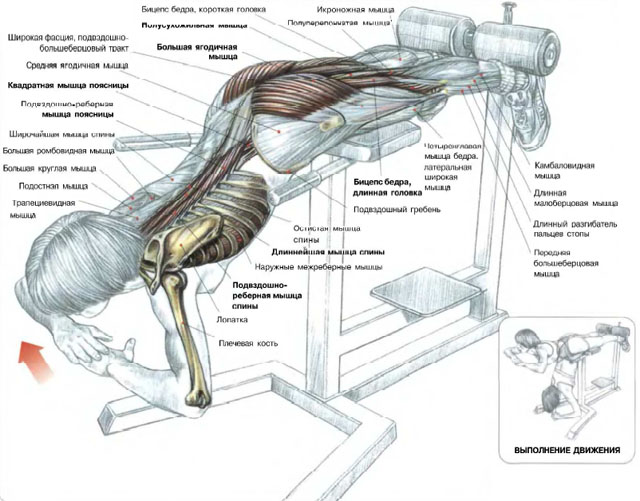 Бицепс бедра, короткая головка
Полусухожильная мышца
Большая ягодичная
мышца
Икроножная мышца
Полуперепончатая мышца
Широкая фасция, подвздошно-
большеберцовый тракт
Средняя ягодичная мышца
Квадратная мышца поясницы
Подвздошно-реберная
мышца поясницы
Широчайшая мышца спины
Большая ромбовидная мышца
Большая круглая мышца
Подостная мышца
Трапециевидная
мышца
Четырехглавая
мышца бедра,
латеральная
широкая
мышца
Бицепс бедра,
длинная головка
Подвздошный гребень
Остистая мышца
спины
Длиннейшая мышца спины
Наружные межреберные мышцы
Подвздошно-
реберная мышца
спины
Лопатка
Плечевая кость
Камбаловидная
мышца
Длинная
малоберцовая мышца
Длинный разгибатель
пальцев стопы
Передняя
большеберцовая
мышца
ВЫПОЛНЕНИЕ ДВИЖЕНИЯ